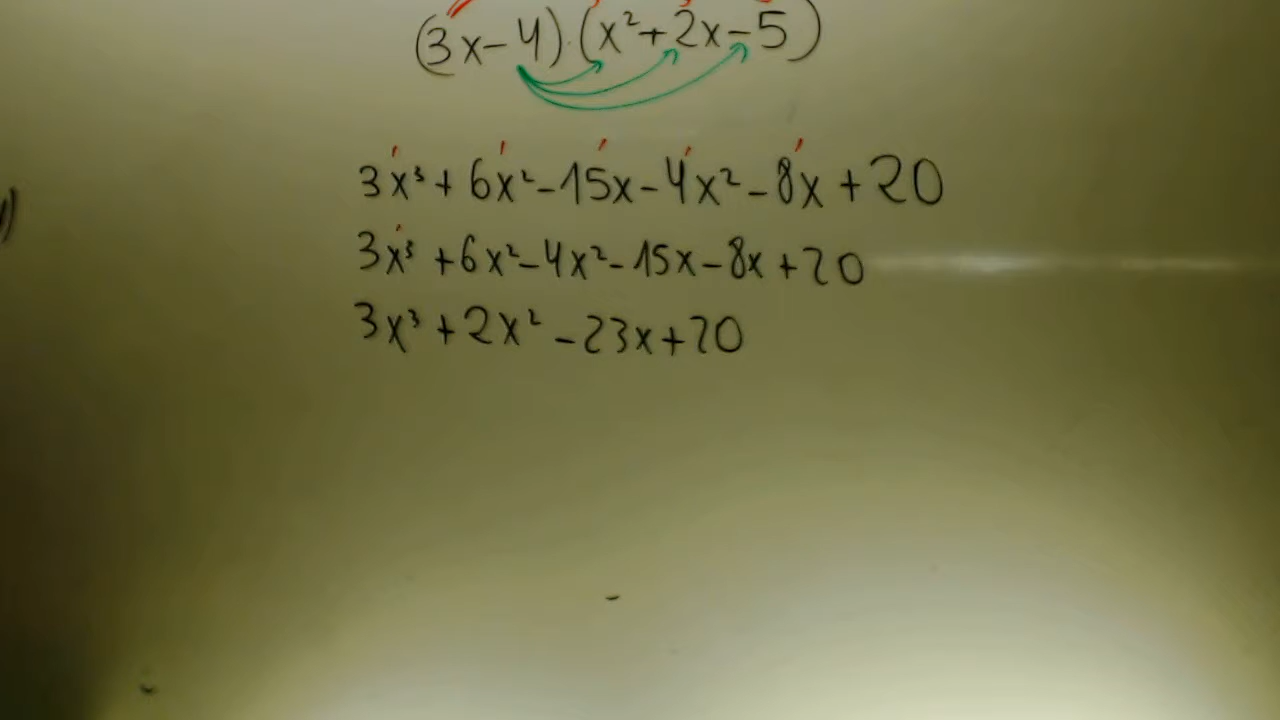 (3x-4)·(x²+2x-5)
3x³+6x²-15x-4x²-8x+20
3x³+6x²-4x²-15x-8x+20
3x³+2x²-23x+20